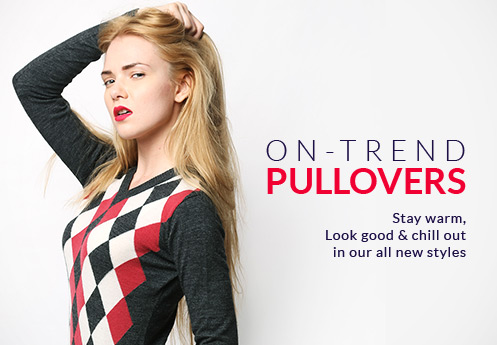 ON-TREND
PULLOVERS
Stay warm,
Look good & chill out
in our all new styles